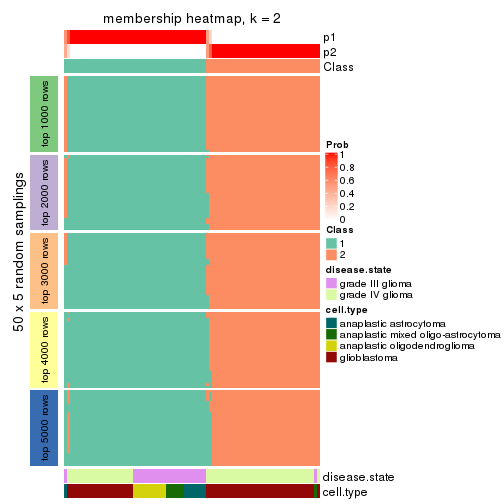 membership heatmap, k = 2
p1
p2
Class
50 x 5 random samplings
top 1000 rows
top 2000 rows
top 3000 rows
top 4000 rows
top 5000 rows
Prob
1
0.8
0.6
0.4
0.2
0
Class
1
2
disease.state
grade III glioma
grade IV glioma
cell.type
anaplastic astrocytoma
anaplastic mixed oligo-astrocytoma
anaplastic oligodendroglioma
glioblastoma
disease.state
cell.type